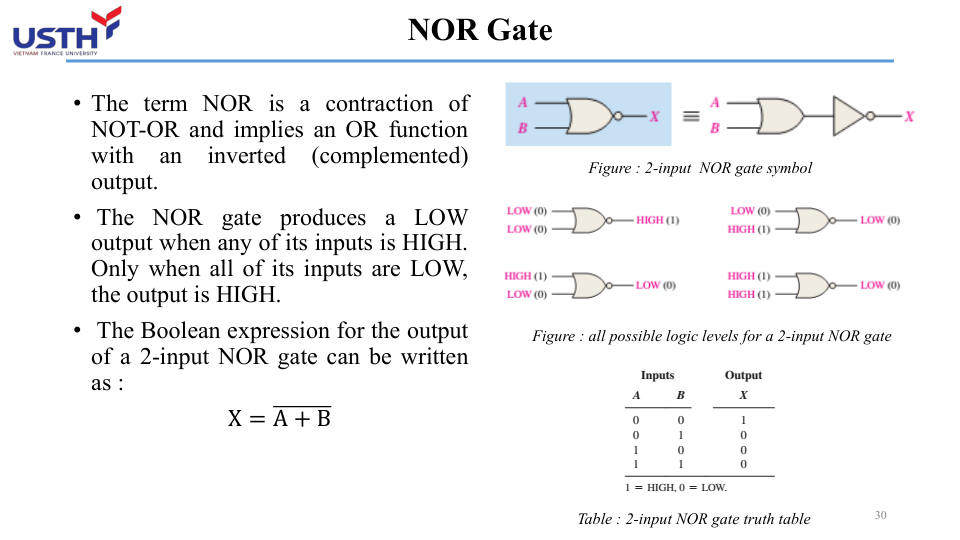 NOR Gate
USTH
VIETNAM FRANCE UNIVERSITY
• The term NOR is a contraction of
NOT-OR and implies an OR function
with an inverted (complemented)
output.
• The NOR gate produces a LOW
output when any of its inputs is HIGH.
Only when all of its inputs are LOW,
the output is HIGH.
• The Boolean expression for the output
of a 2-input NOR gate can be written
as :
X = A̅ ̅+̅ ̅B̅
A X ≡ A X
B B
Figure : 2-input NOR gate symbol
LOW (0) HIGH (1) LOW (0) LOW (0)
LOW (0) HIGH (1)
HIGH (1) LOW (0) HIGH (1) LOW (0)
LOW (0) HIGH (1)
Figure : all possible logic levels for a 2-input NOR gate
Inputs Output
A B X
0 0 1
0 1 0
1 0 0
1 1 0
1 = HIGH, 0 = LOW.
Table : 2-input NOR gate truth table
30